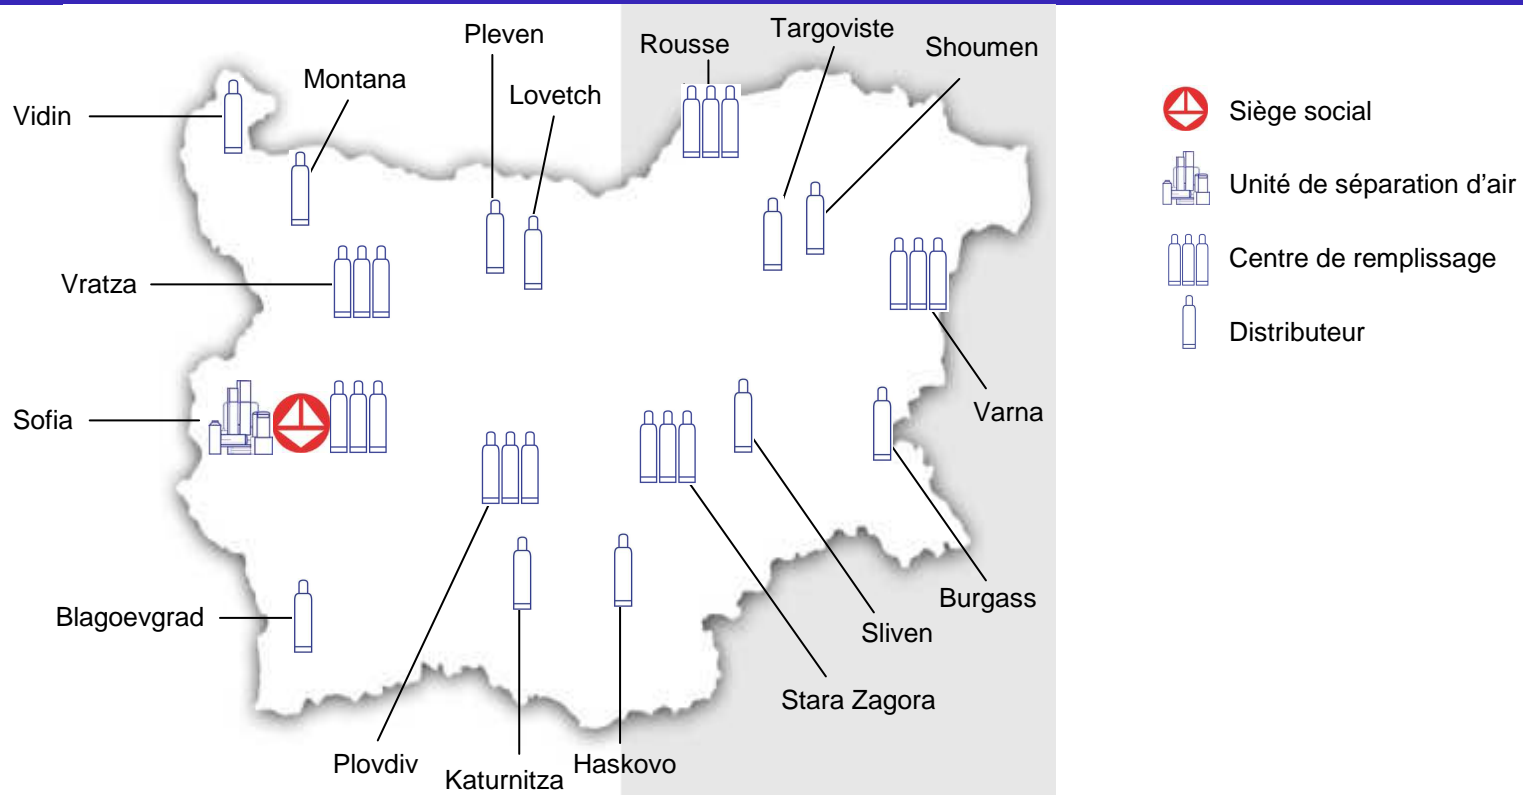 Pleven
Rousse
Targoviste
Shoumen
Montana
Lovetch
Vidin
Vratza
Sofia
Varna
Blagoevgrad
Burgass
Sliven
Stara Zagora
Plovdiv
Katurnitza
Haskovo
Siège social
Unité de séparation d’air
Centre de remplissage
Distributeur